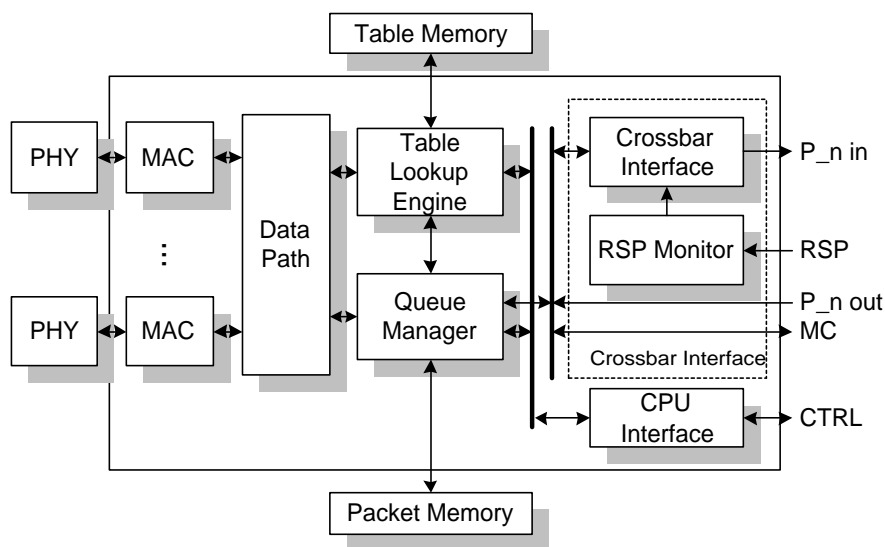 Table Memory
PHY
MAC
Data
Path
Table
Lookup
Engine
Crossbar
Interface
P_n in
RSP Monitor
RSP
...
PHY
MAC
Queue
Manager
P_n out
MC
Crossbar Interface
CPU
Interface
CTRL
Packet Memory